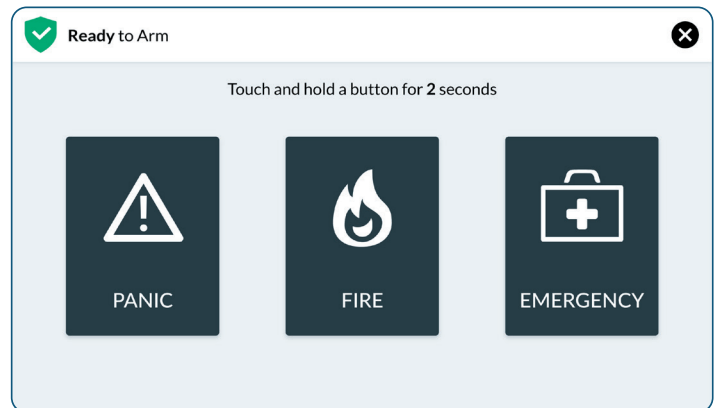 Ready to Arm
Touch and hold a button for 2 seconds
PANIC
FIRE
EMERGENCY